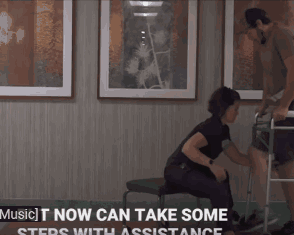 [Music]
T NOW CAN TAKE SOME
STEPS WITH ASSISTANCE